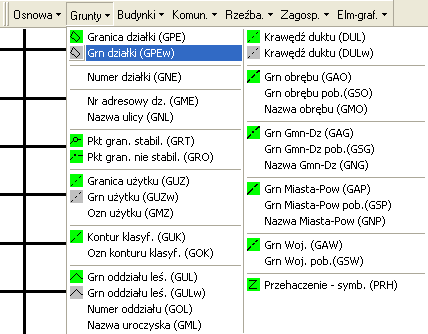 Osnowa Grunty Budynki Komun. Rzeźba. Zagosp. Elm-graf.
Granica działki (GPE)
Grn działki (GPEw)
Numer działki (GNE)
Nr adresowy dz. (GME)
Nazwa ulicy (GNL)
Pkt gran. stabil. (GRT)
Pkt gran. nie stabil. (GRO)
Granica użytku (GUZ)
Grn użytku (GUZw)
Ozn użytku (GMZ)
Kontur klasyf. (GUK)
Ozn konturu klasyf. (GOK)
Grn oddziału leś. (GUL)
Grn oddziału leś. (GULw)
Numer oddziału (GOL)
Nazwa uroczyska (GML)
Krawędź duktu (DUL)
Krawędź duktu (DULw)
Grn obrębu (GAO)
Grn obrębu pob.(GSO)
Nazwa obrębu (GMO)
Grn Gmn-Dz (GAG)
Grn Gmn-Dz pob.(GSG)
Nazwa Gmn-Dz (GNG)
Grn Miasta-Pow (GAP)
Grn Miasta-Pow pob.(GSP)
Nazwa Miasta-Pow (GNP)
Grn Woj. (GAW)
Grn Woj. pob.(GSW)
Przehaczenie - symb. (PRH)